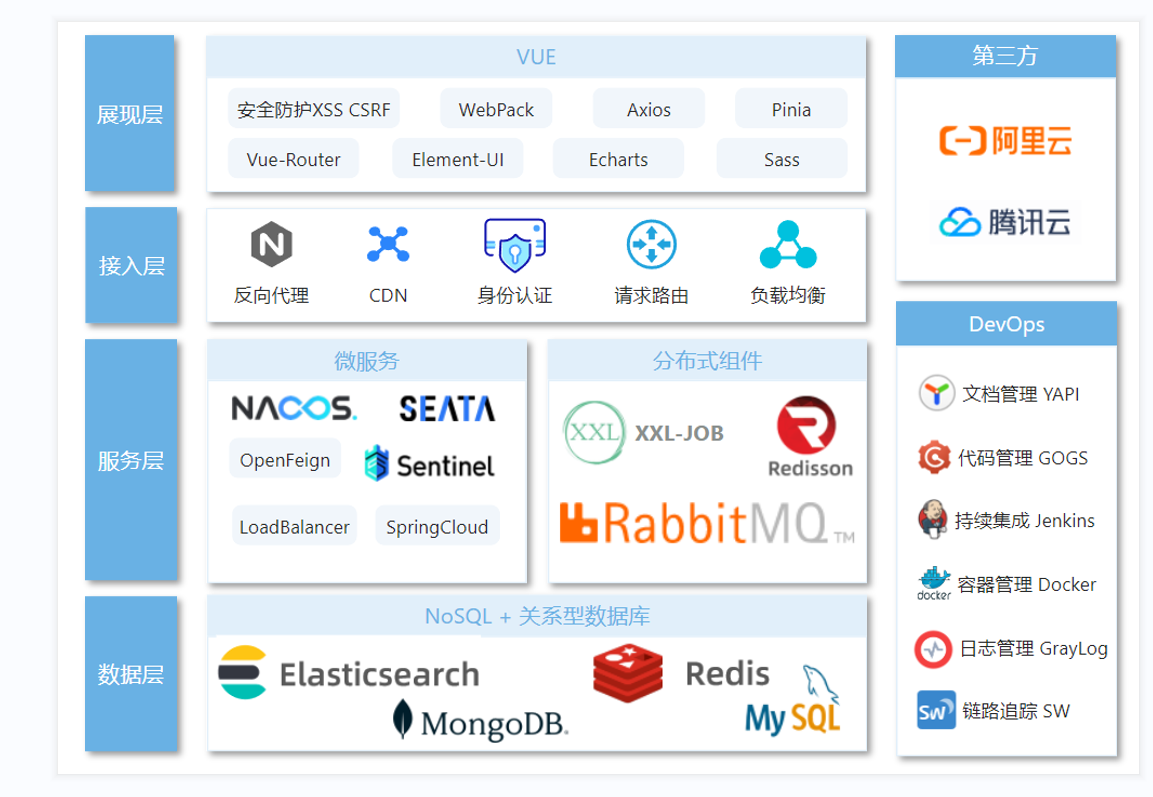 展现层
VUE
安全防护XSS CSRF
WebPack
Axios
Pinia
Vue-Router
Element-UI
Echarts
Sass
接入层
N
反向代理
CDN
身份认证
请求路由
负载均衡
服务层
微服务
NACOS.
SEATA
OpenFeign
Sentinel
LoadBalancer
SpringCloud
分布式组件
XXL
XXL-JOB
R
Redisson
RabbitMQ TM
数据层
NoSQL + 关系型数据库
Elasticsearch
Redis
MongoDB.
MySQL
第三方
阿里云
腾讯云
DevOps
文档管理 YAPI
代码管理 GOGS
持续集成 Jenkins
docker
容器管理 Docker
日志管理 GrayLog
SW
链路追踪 SW